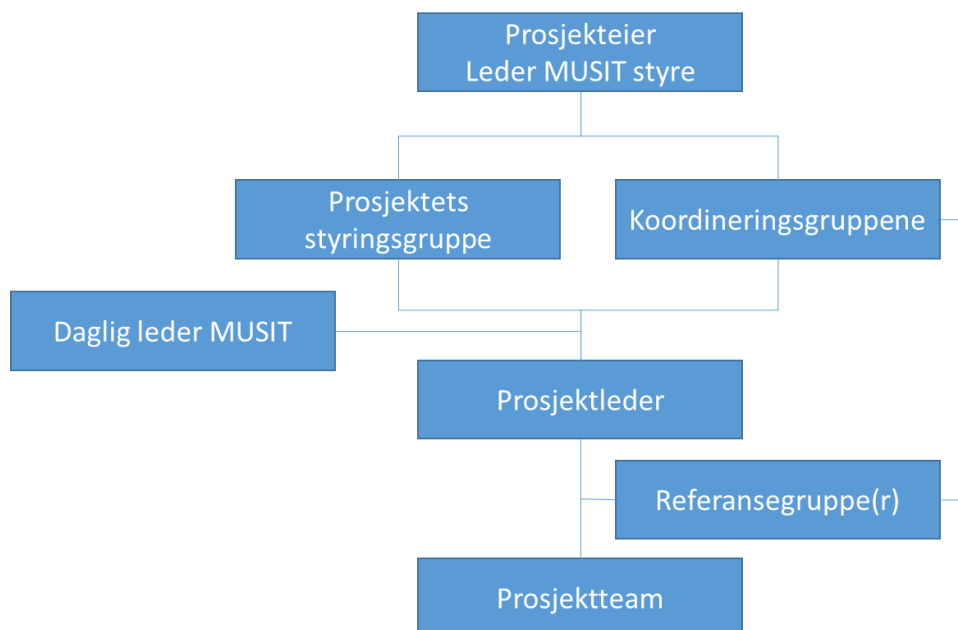 Prosjekteier
Leder MUSIT styre
Prosjektets
styringsgruppe
Koordineringsgruppene
Daglig leder MUSIT
Prosjektleder
Referansegruppe(r)
Prosjektteam